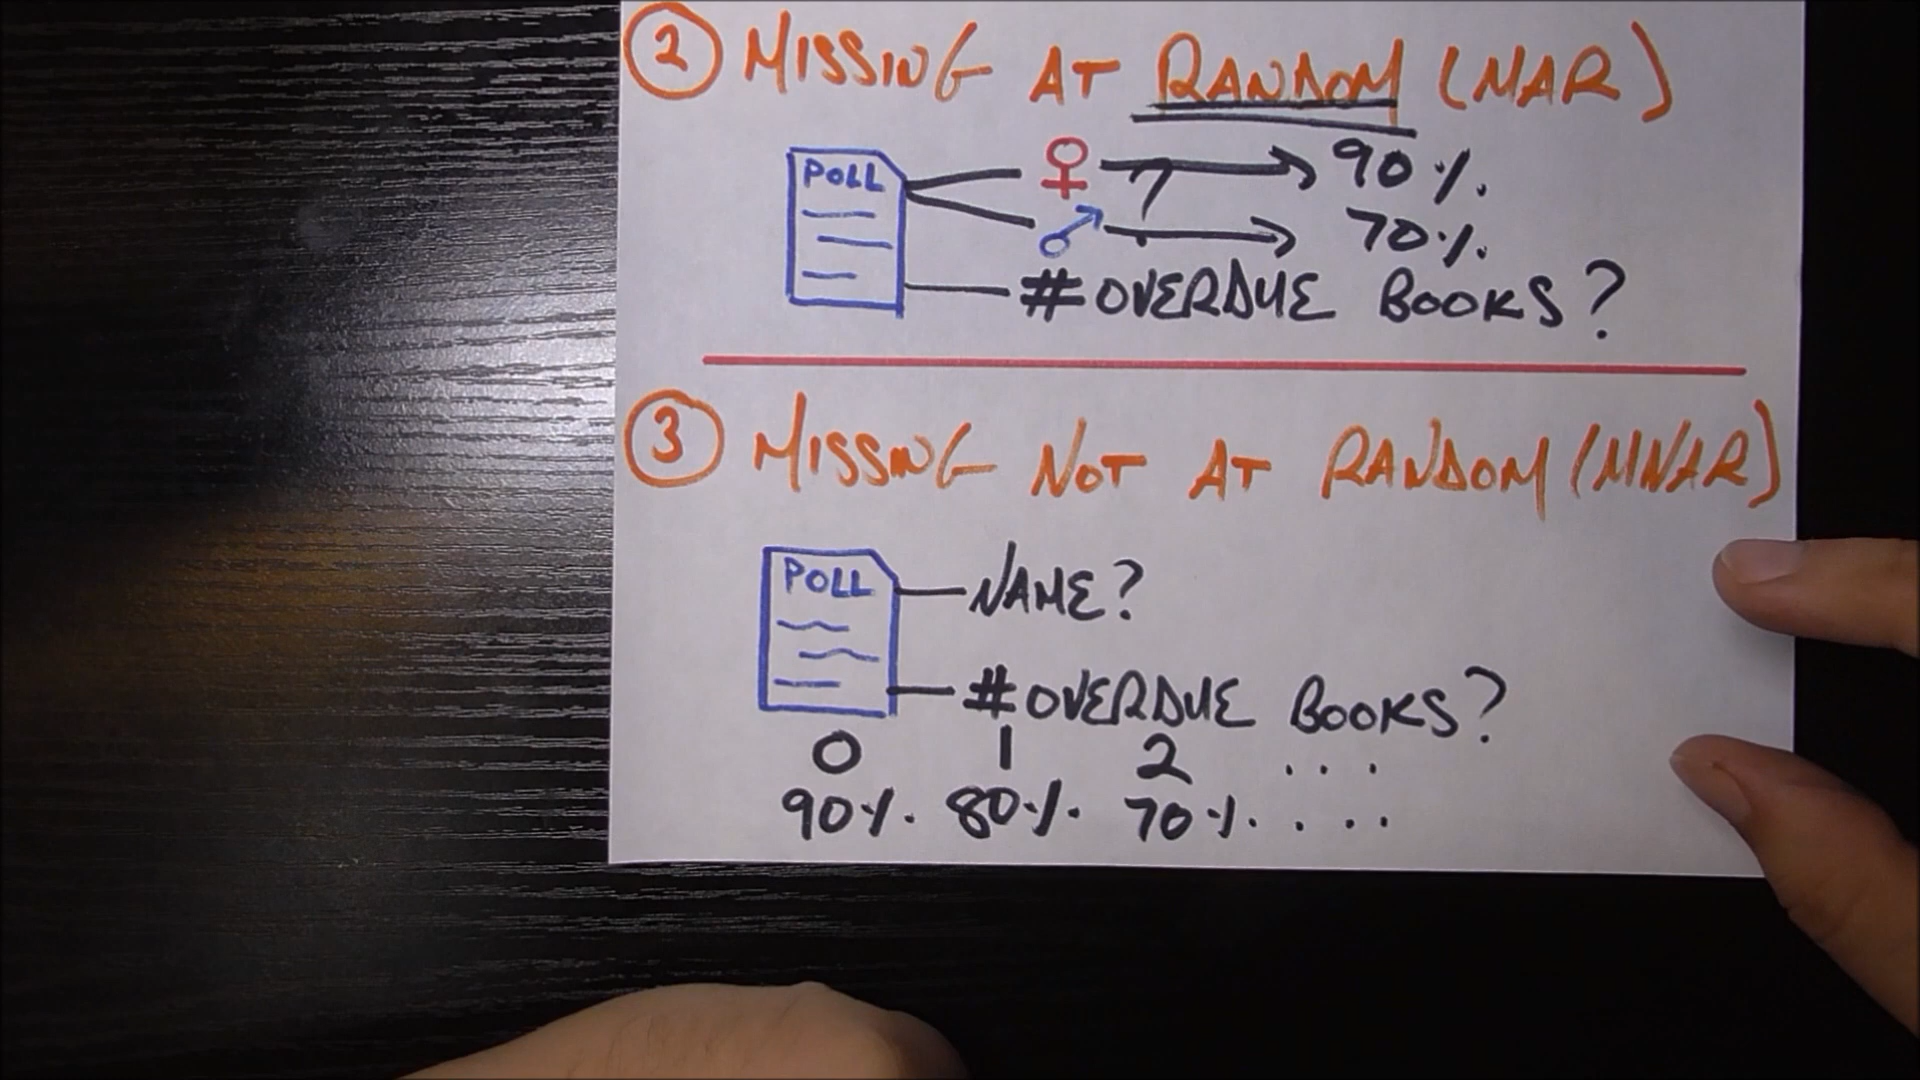 2 MISSING AT RANDOM (MAR)
POLL
♀ → 90%
♂ → 70%
# OVERDUE BOOKS?
3 MISSING NOT AT RANDOM (MNAR)
POLL
NAME?
# OVERDUE BOOKS?
0 1 2 ...
90% 80% 70% ...